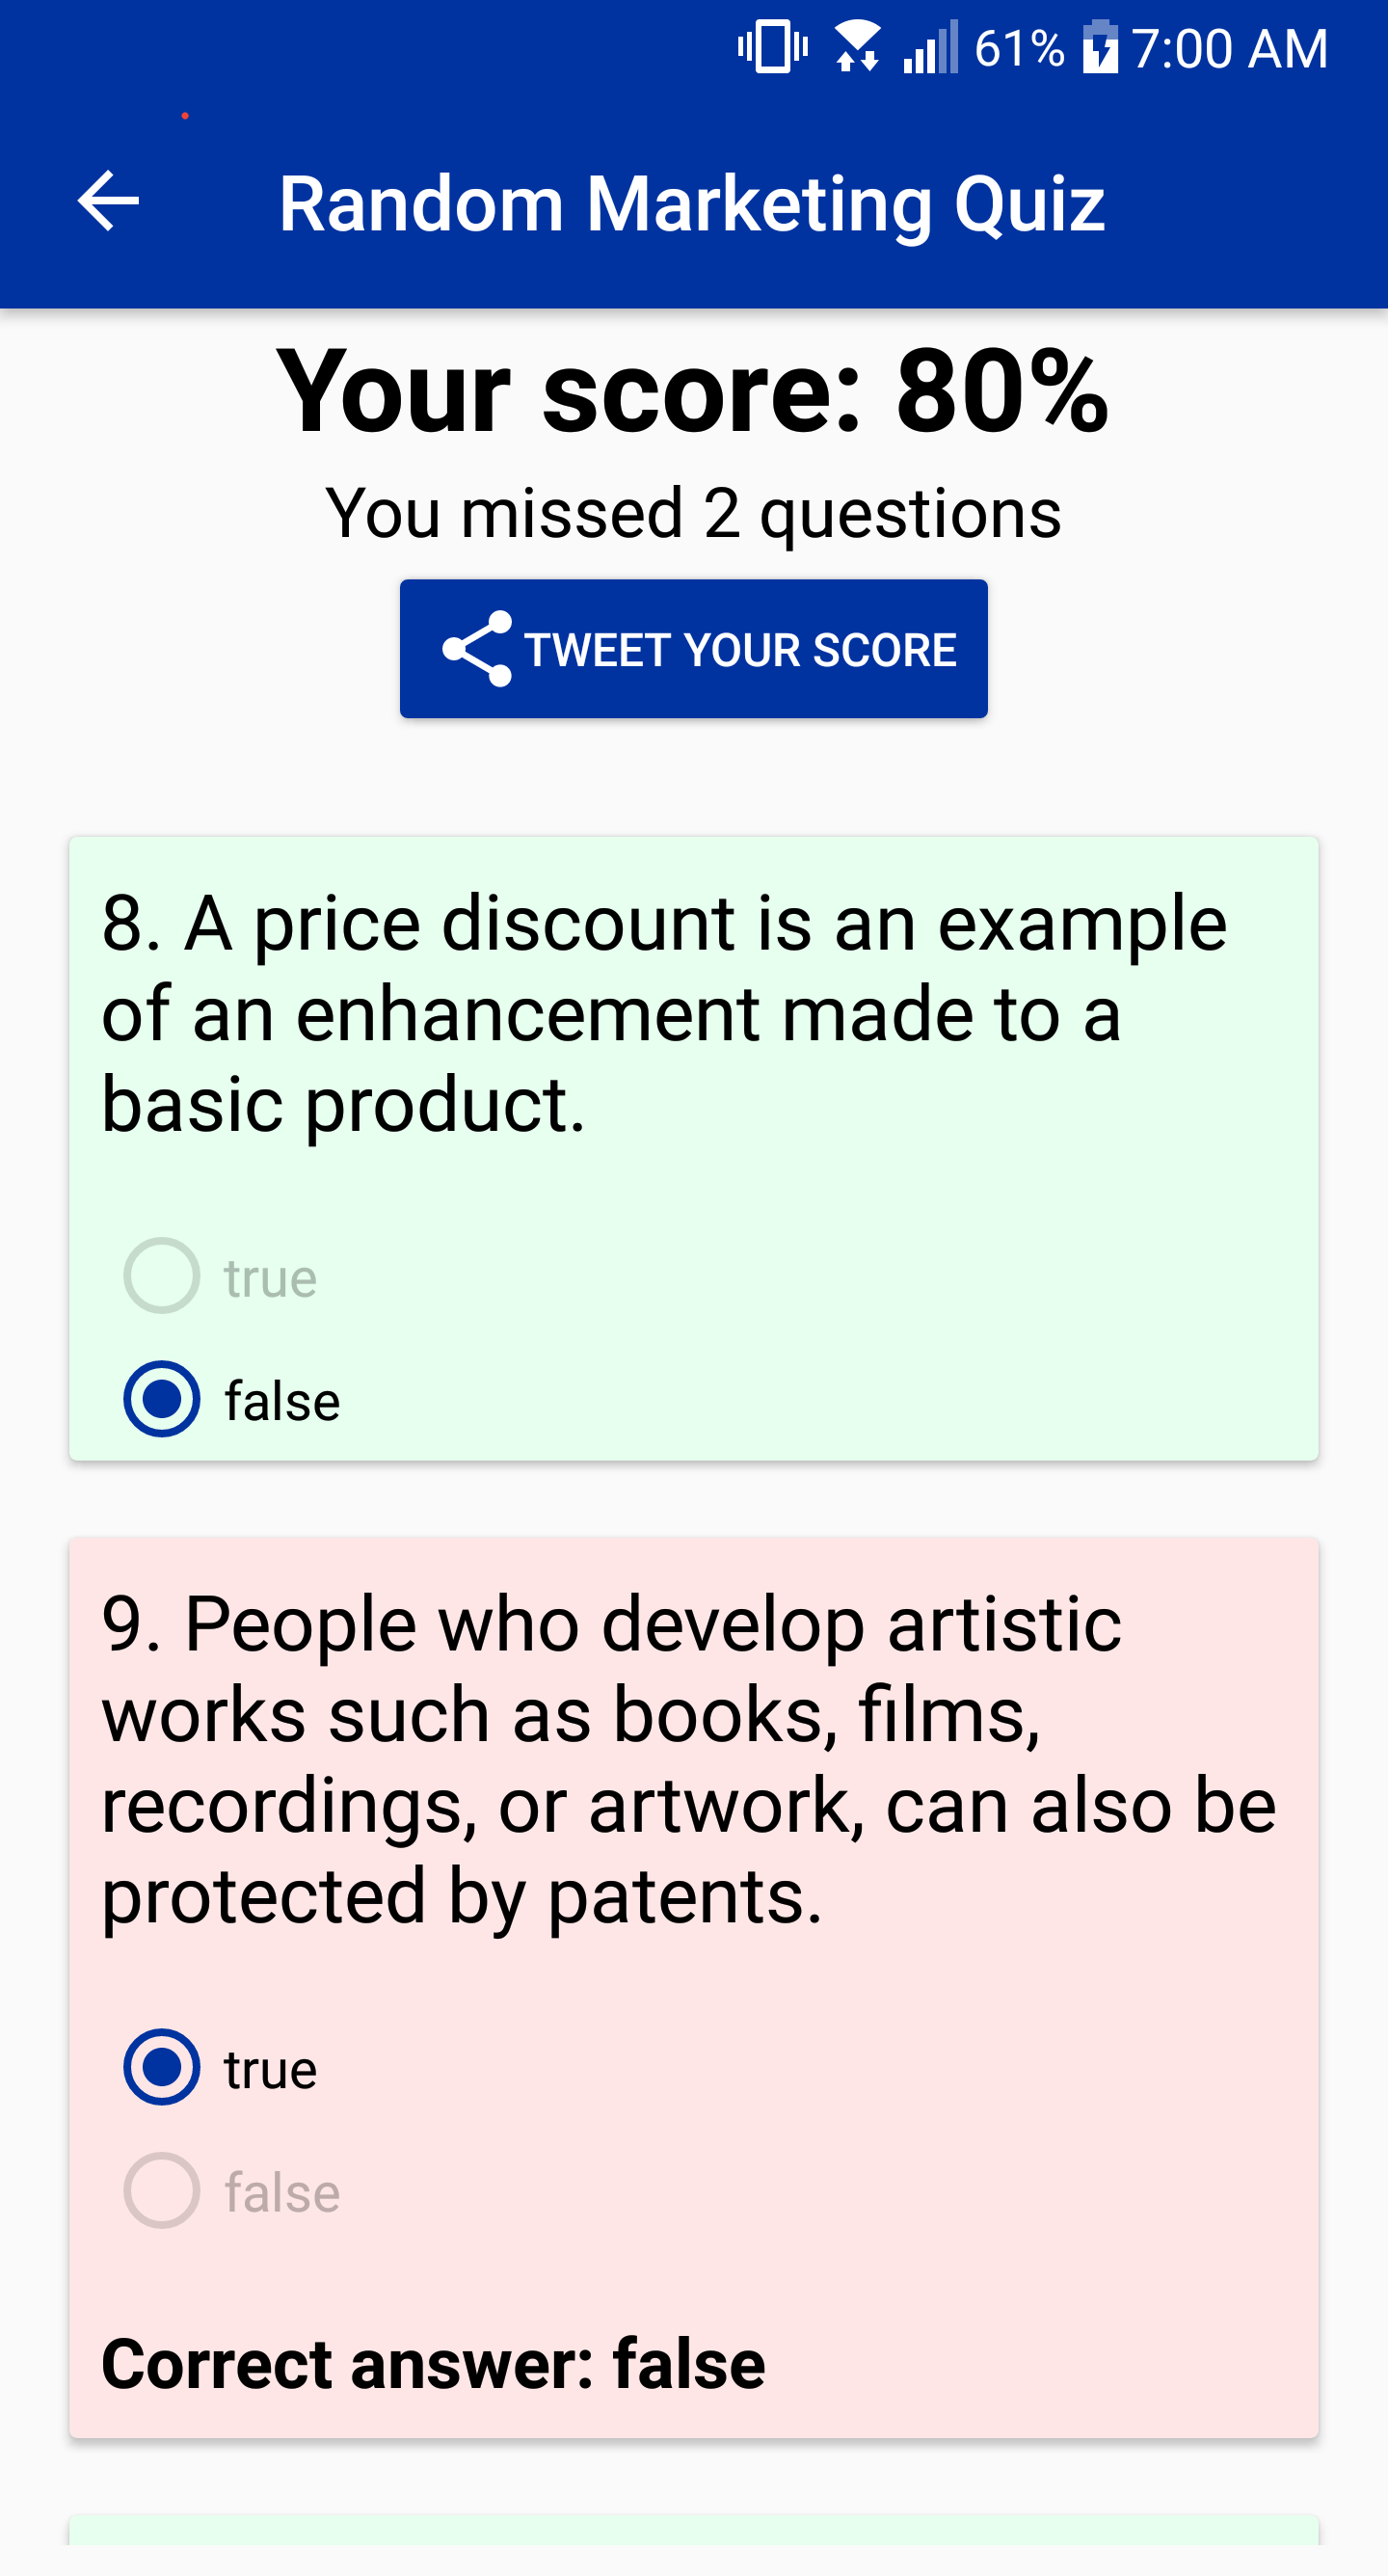 61% 7:00 AM
Random Marketing Quiz
Your score: 80%
You missed 2 questions
TWEET YOUR SCORE
8. A price discount is an example
of an enhancement made to a
basic product.
true
false
9. People who develop artistic
works such as books, films,
recordings, or artwork, can also be
protected by patents.
true
false
Correct answer: false